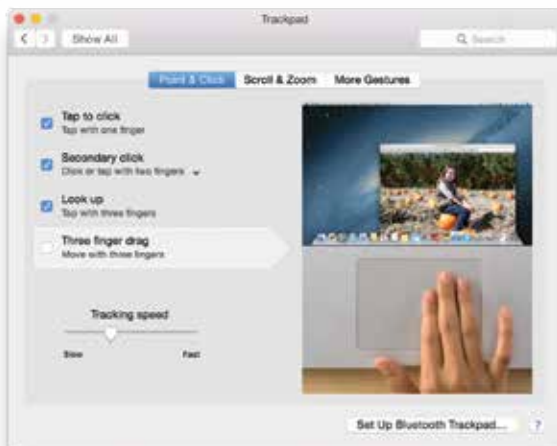 Trackpad
Show All
Search
Point & Click
Scroll & Zoom
More Gestures
Tap to click
Tap with one finger
Secondary click
Click or tap with two fingers
Look up
Tap with three fingers
Three finger drag
Move with three fingers
Tracking speed
Slow
Fast
Set Up Bluetooth Trackpad...
?